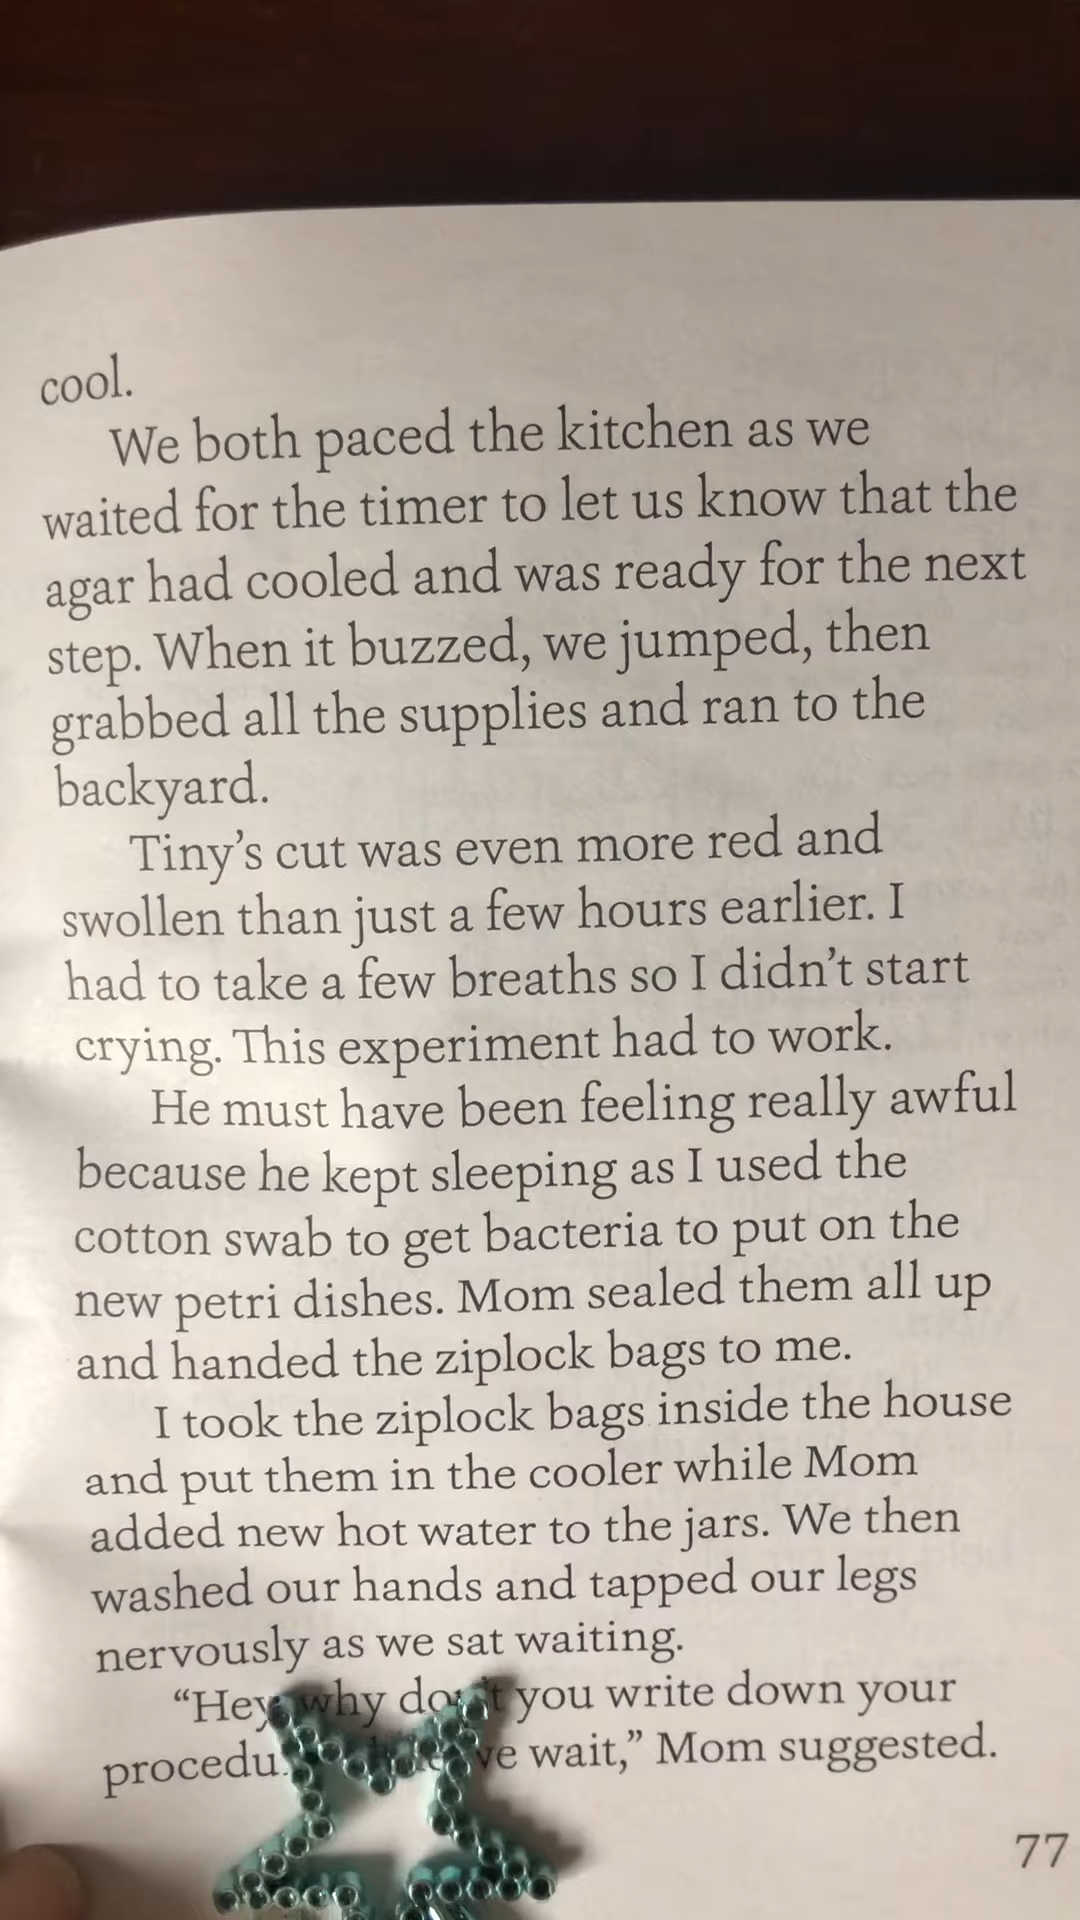 cool.
We both paced the kitchen as we
waited for the timer to let us know that the
agar had cooled and was ready for the next
step. When it buzzed, we jumped, then
grabbed all the supplies and ran to the
backyard.
Tiny’s cut was even more red and
swollen than just a few hours earlier. I
had to take a few breaths so I didn’t start
crying. This experiment had to work.
He must have been feeling really awful
because he kept sleeping as I used the
cotton swab to get bacteria to put on the
new petri dishes. Mom sealed them all up
and handed the ziplock bags to me.
I took the ziplock bags inside the house
and put them in the cooler while Mom
added new hot water to the jars. We then
washed our hands and tapped our legs
nervously as we sat waiting.
“Hey why don't you write down your
wait,” Mom suggested.
77